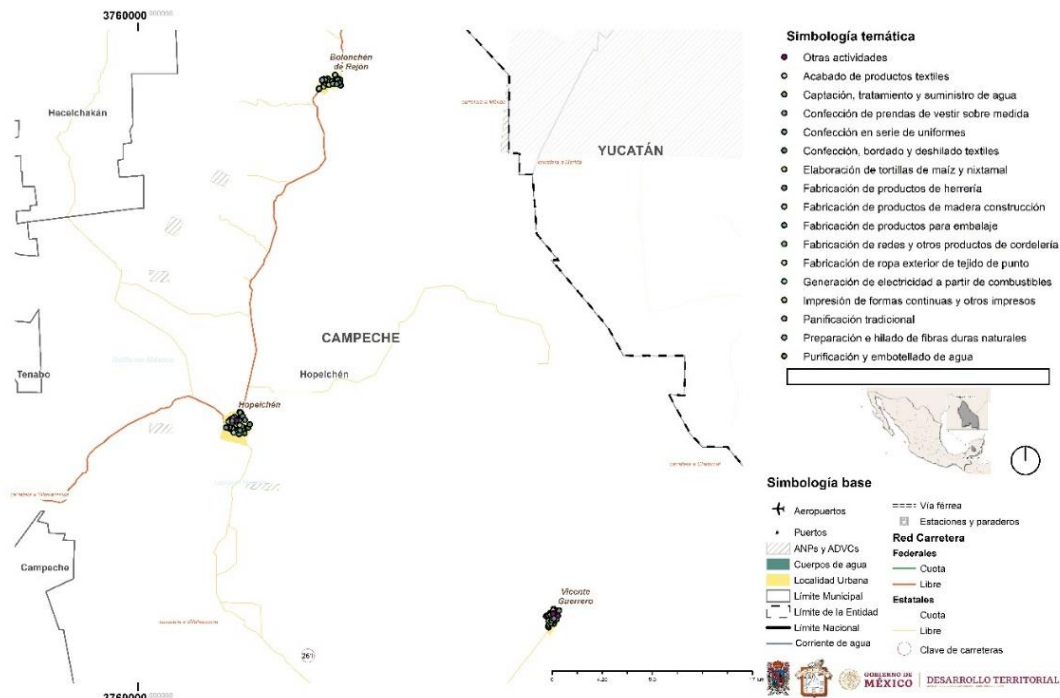 3760000
Simbología temática
Otras actividades
Acabado de productos textiles
Captación, tratamiento y suministro de agua
Confección de prendas de vestir sobre medida
Confección en serie de uniformes
Confección, bordado y deshilado textiles
Elaboración de tortillas de maíz y nixtamal
Fabricación de productos de herrería
Fabricación de productos de madera construcción
Fabricación de productos para embalaje
Fabricación de redes y otros productos de cordelería
Fabricación de ropa exterior de tejido de punto
Generación de electricidad a partir de combustibles
Impresión de formas continuas y otros impresos
Panificación tradicional
Preparación e hilado de fibras duras naturales
Purificación y embotellado de agua
Bolonchén
de Rejón
Hecelchakán
YUCATÁN
CAMPECHE
Hopelchén
Tenabo
Hopelchén
Campeche
Vicente
Guerrero
261
Simbología base
Aeropuertos
Puertos
ANPs y ADVCs
Cuerpos de agua
Localidad Urbana
Límite Municipal
Límite de la Entidad
Límite Nacional
Corriente de agua
Vía férrea
Estaciones y paraderos
Red Carretera
Federales
Cuota
Libre
Estatales
Cuota
Libre
Clave de carreteras
GOBIERNO DE
MÉXICO
DESARROLLO TERRITORIAL
3760000